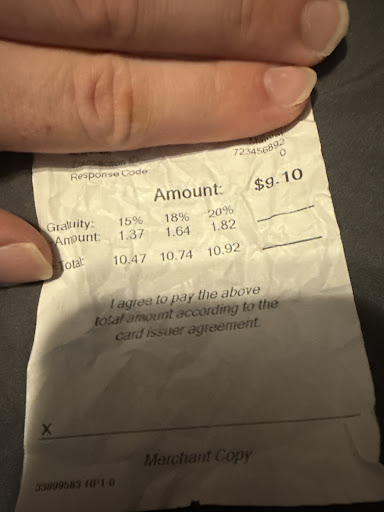 Response Code:
723456892
0
Amount: $9.10
Gratuity: 15% 18% 20%
Amount: 1.37 1.64 1.82
Total: 10.47 10.74 10.92
I agree to pay the above
total amount according to the
card issuer agreement.
X
Merchant Copy